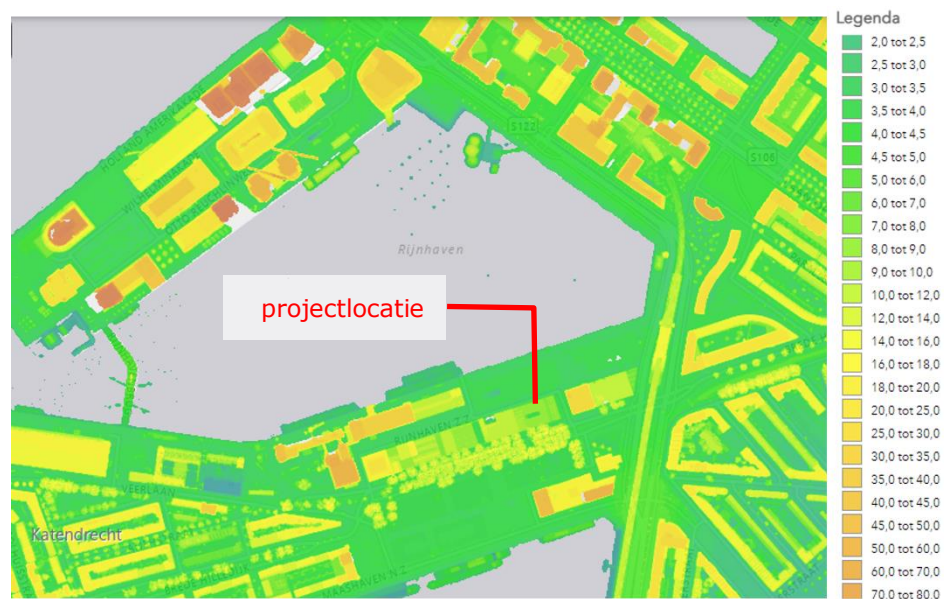 Legenda
2,0 tot 2,5
2,5 tot 3,0
3,0 tot 3,5
3,5 tot 4,0
4,0 tot 4,5
4,5 tot 5,0
5,0 tot 6,0
6,0 tot 7,0
7,0 tot 8,0
8,0 tot 9,0
9,0 tot 10,0
10,0 tot 12,0
12,0 tot 14,0
14,0 tot 16,0
16,0 tot 18,0
18,0 tot 20,0
20,0 tot 25,0
25,0 tot 30,0
30,0 tot 35,0
35,0 tot 40,0
40,0 tot 45,0
45,0 tot 50,0
50,0 tot 60,0
60,0 tot 70,0
70,0 tot 80,0
HOLLAND AMERIKAKADE
WILHELMINAKADE
S122
S106
Rijnhaven
projectlocatie
RIJNHAVEN Z.Z.
VEERLAAN
Katendrecht
MAASHAVEN N.Z.